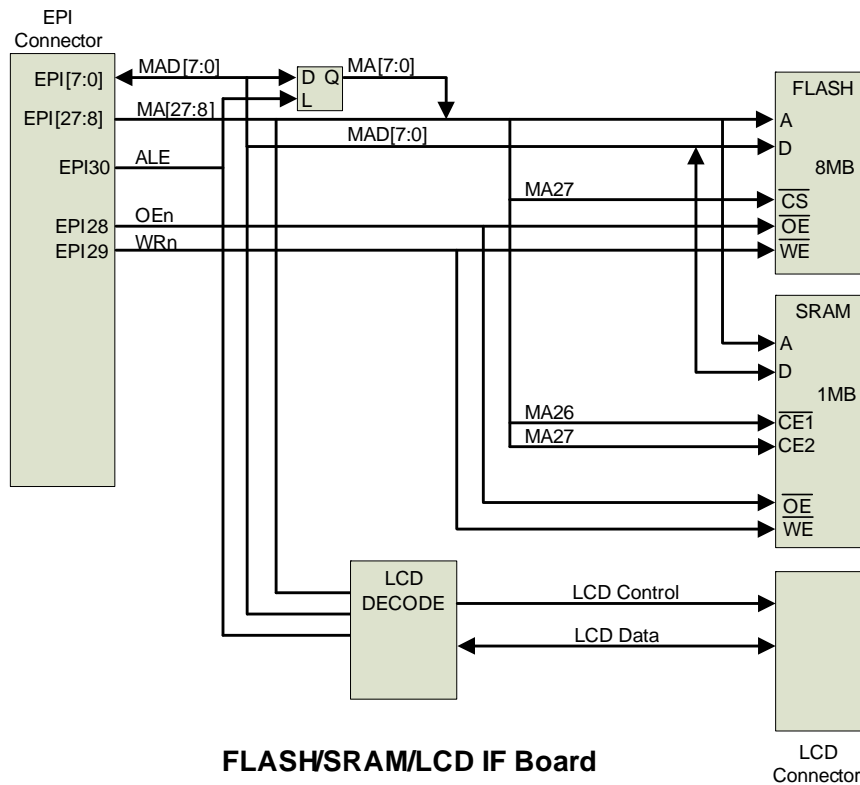 EPI
Connector
EPI[7:0]
MAD[7:0]
D Q
L
MA[7:0]
EPI[27:8]
MA[27:8]
MAD[7:0]
FLASH
A
D
8MB
EPI30
ALE
MA27
CS
EPI28
OEn
OE
EPI29
WRn
WE
SRAM
A
D
1MB
MA26
CE1
MA27
CE2
OE
WE
LCD
DECODE
LCD Control
LCD Data
FLASH/SRAM/LCD IF Board
LCD
Connector